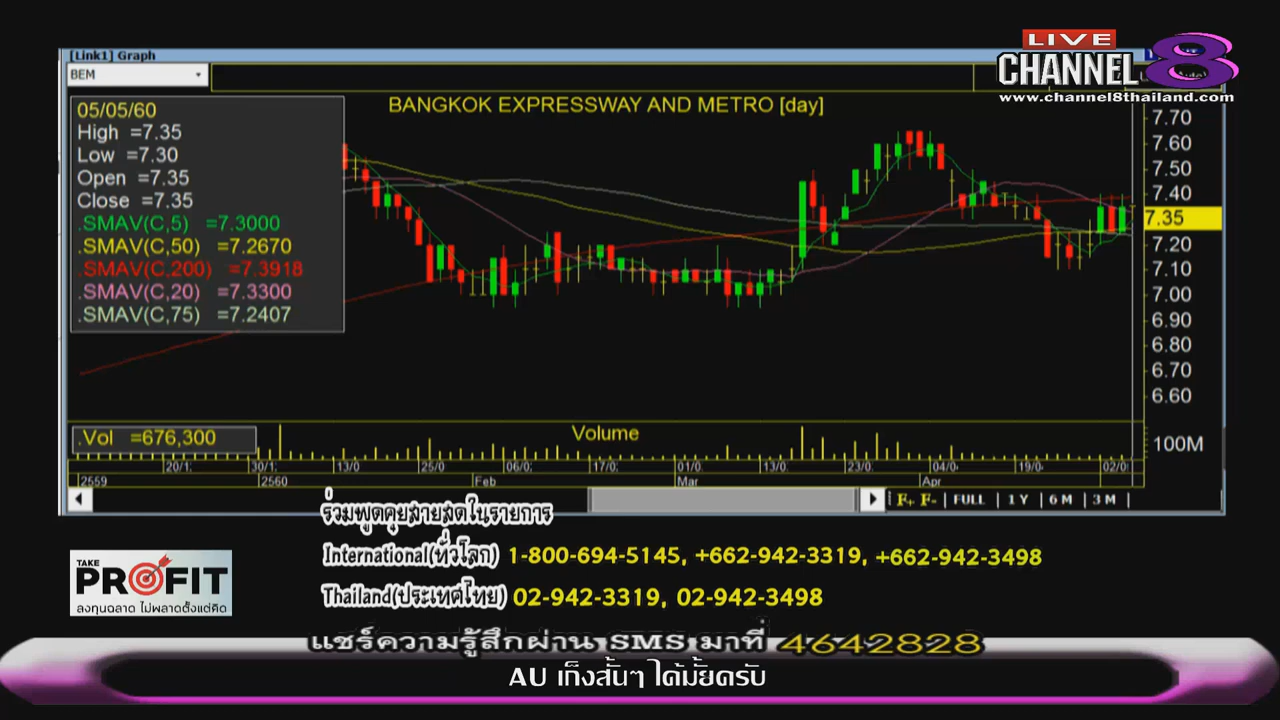 [Link1] Graph
BEM
LIVE
CHANNEL 8
www.channel8thailand.com
BANGKOK EXPRESSWAY AND METRO [day]
05/05/60
High =7.35
Low =7.30
Open =7.35
Close =7.35
.SMAV(C,5) =7.3000
.SMAV(C,50) =7.2670
.SMAV(C,200) =7.3918
.SMAV(C,20) =7.3300
.SMAV(C,75) =7.2407
7.70
7.60
7.50
7.40
7.35
7.20
7.10
7.00
6.90
6.80
6.70
6.60
.Vol =676,300
Volume
100M
20/1: 30/1: 13/0 25/0 06/0: 17/0: 01/0: 13/0: 23/0: 04/0 19/0 02/0
2559 2560 Feb Mar Apr
F+ F- FULL 1 Y 6 M 3 M
ร่วมพูดคุยสายสดในรายการ
International(ทั่วโลก) 1-800-694-5145, +662-942-3319, +662-942-3498
Thailand(ประเทศไทย) 02-942-3319, 02-942-3498
TAKE
PROFIT
ลงทุนฉลาด ไม่พลาดตั้งแต่คิด
แชร์ความรู้สึกผ่าน SMS มาที่ 4642828
AU เก็งสั้นๆ ได้มั้ยครับ